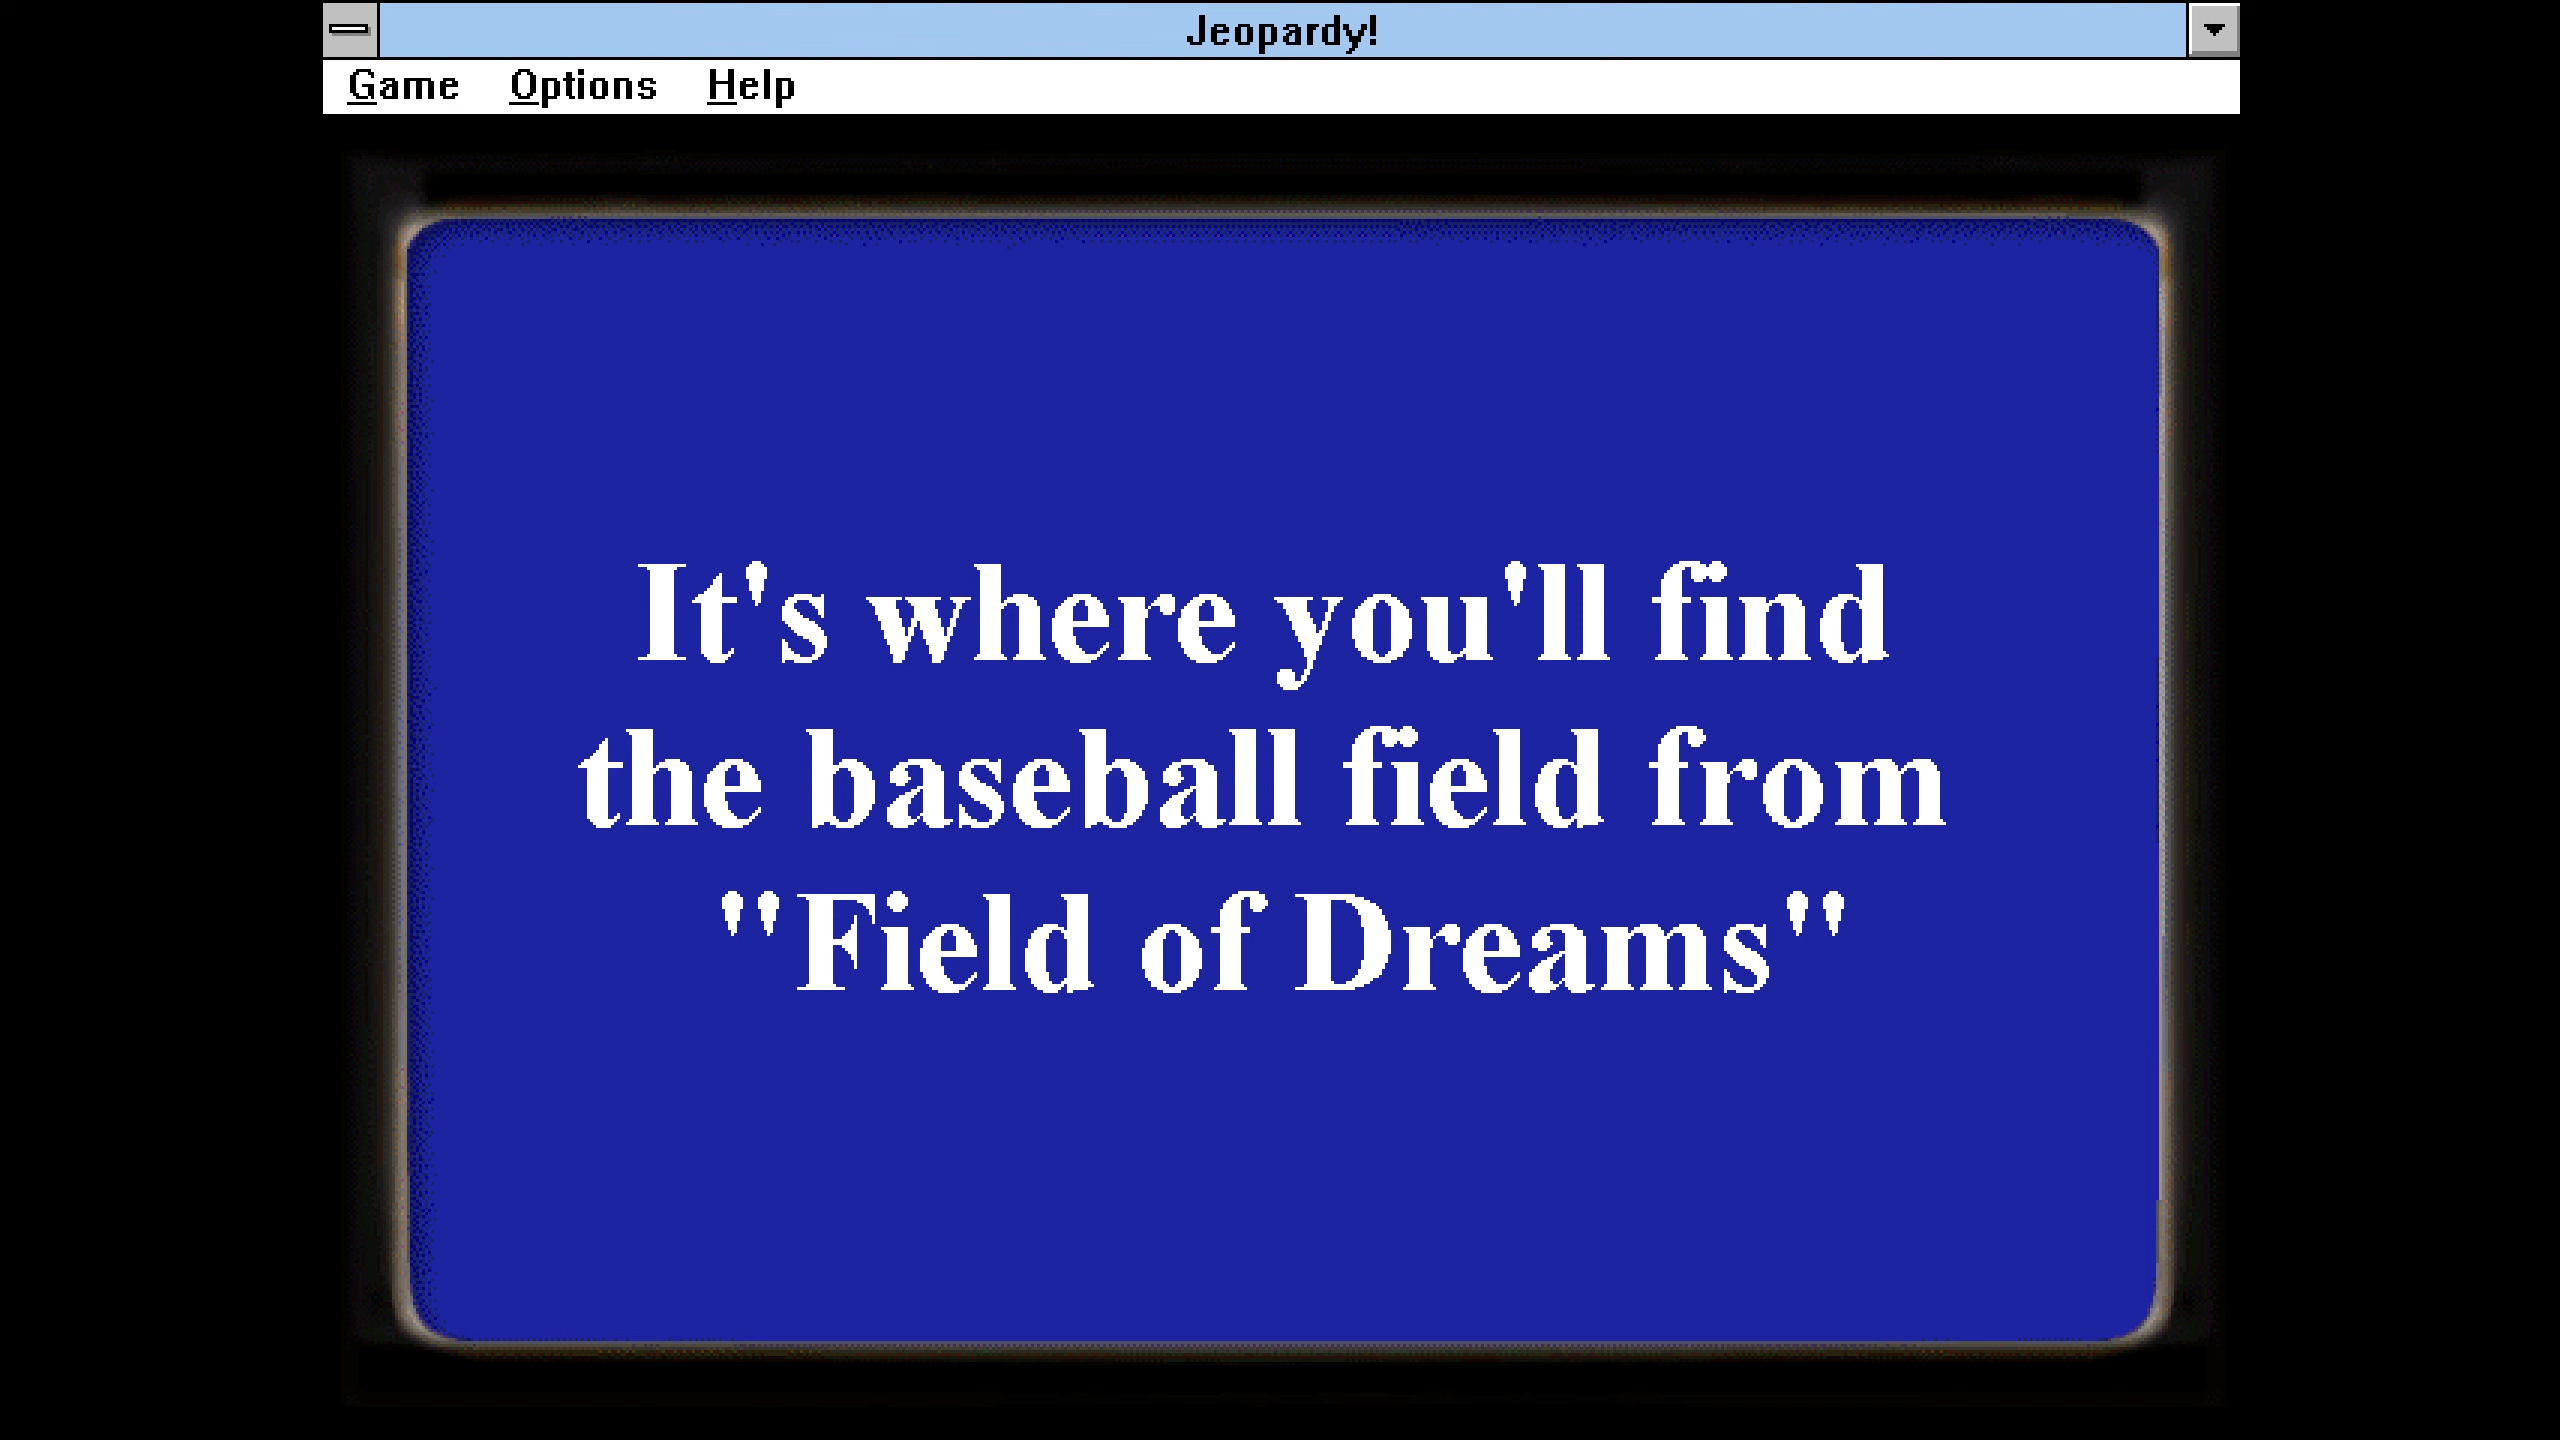 Jeopardy!
Game Options Help
It's where you'll find
the baseball field from
"Field of Dreams"